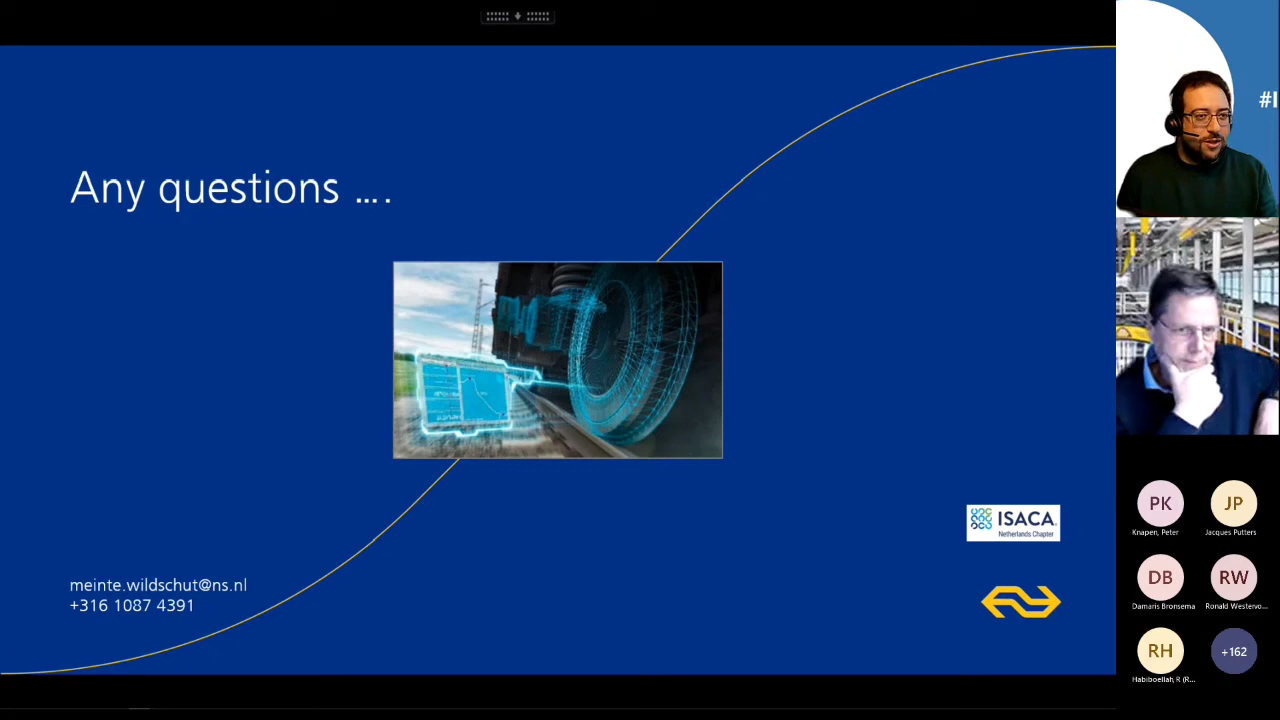 Any questions ….
ISACA.
Netherlands Chapter
meinte.wildschut@ns.nl
+316 1087 4391
#I
PK
JP
Knapen, Peter
Jacques Putters
DB
RW
Damaris Bronsema
Ronald Westervo...
RH
+162
Habiboellah, R (R...